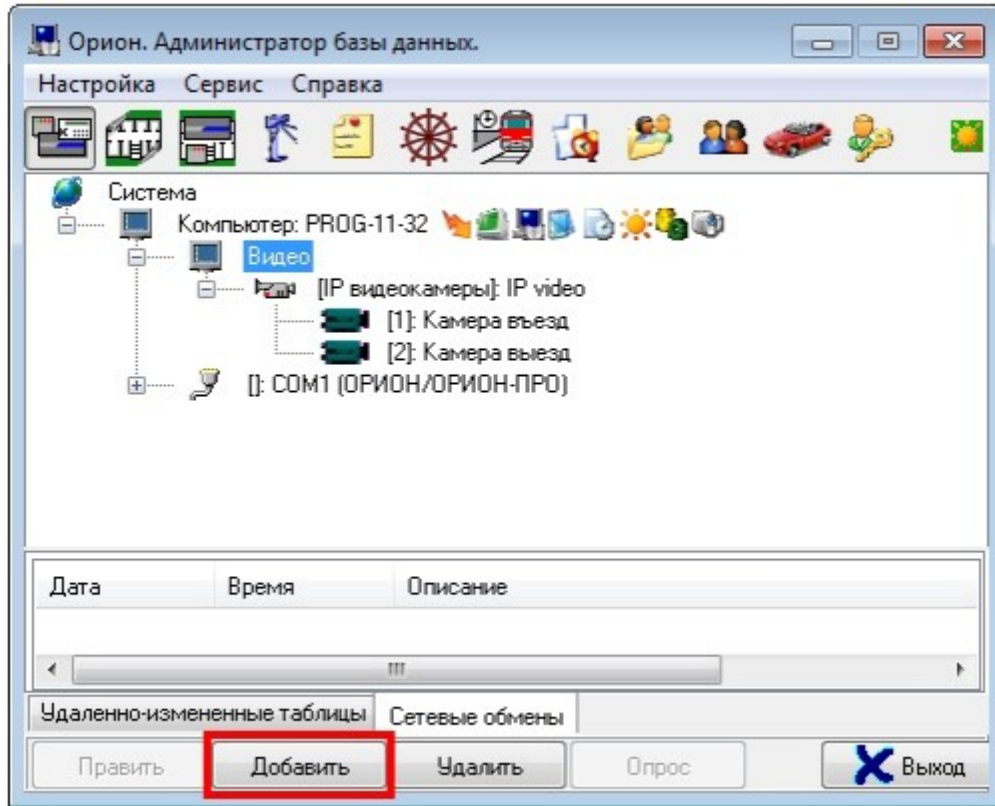 Орион. Администратор базы данных.
Настройка Сервис Справка
Система
Компьютер: PROG-11-32
Видео
[IP видеокамеры]: IP video
[1]: Камера въезд
[2]: Камера выезд
[]: COM1 (ОРИОН/ОРИОН-ПРО)
Дата Время Описание
Удаленно-измененные таблицы Сетевые обмены
Править Добавить Удалить Опрос Выход